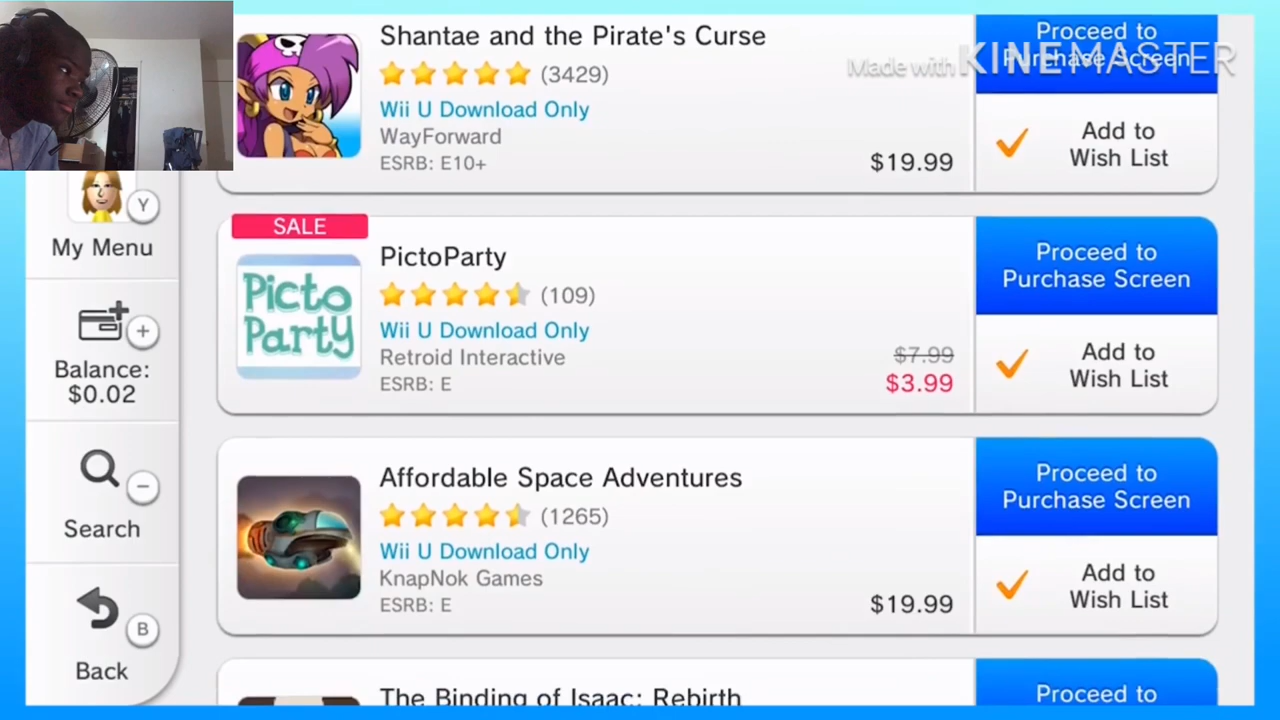 Shantae and the Pirate's Curse
(3429)
Wii U Download Only
WayForward
ESRB: E10+
$19.99
Proceed to
Purchase Screen
Add to
Wish List
Made with KINEMASTER
Y
My Menu
+
Balance:
$0.02
-
Search
B
Back
SALE
Picto
Party
PictoParty
(109)
Wii U Download Only
Retroid Interactive
ESRB: E
$7.99
$3.99
Proceed to
Purchase Screen
Add to
Wish List
Affordable Space Adventures
(1265)
Wii U Download Only
KnapNok Games
ESRB: E
$19.99
Proceed to
Purchase Screen
Add to
Wish List
The Binding of Isaac: Rebirth
Proceed to